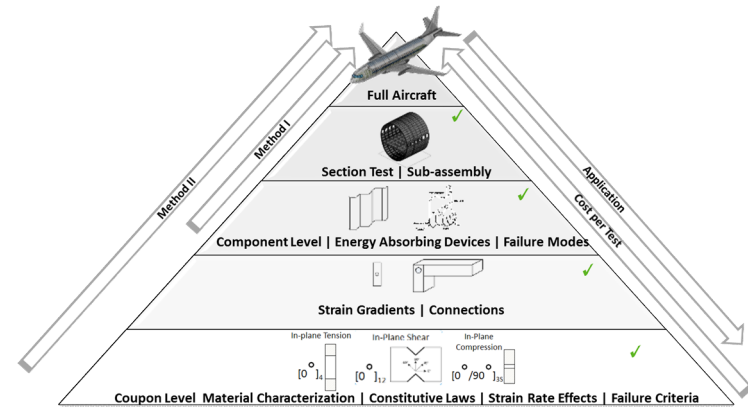 Full Aircraft
Method I
Method II
Application
Cost per Test
Section Test | Sub-assembly
Component Level | Energy Absorbing Devices | Failure Modes
Strain Gradients | Connections
In-plane Tension
In-Plane Shear
In-Plane
Compression
[0°]4
[0°]12
[0°/90°]3S
Coupon Level Material Characterization | Constitutive Laws | Strain Rate Effects | Failure Criteria